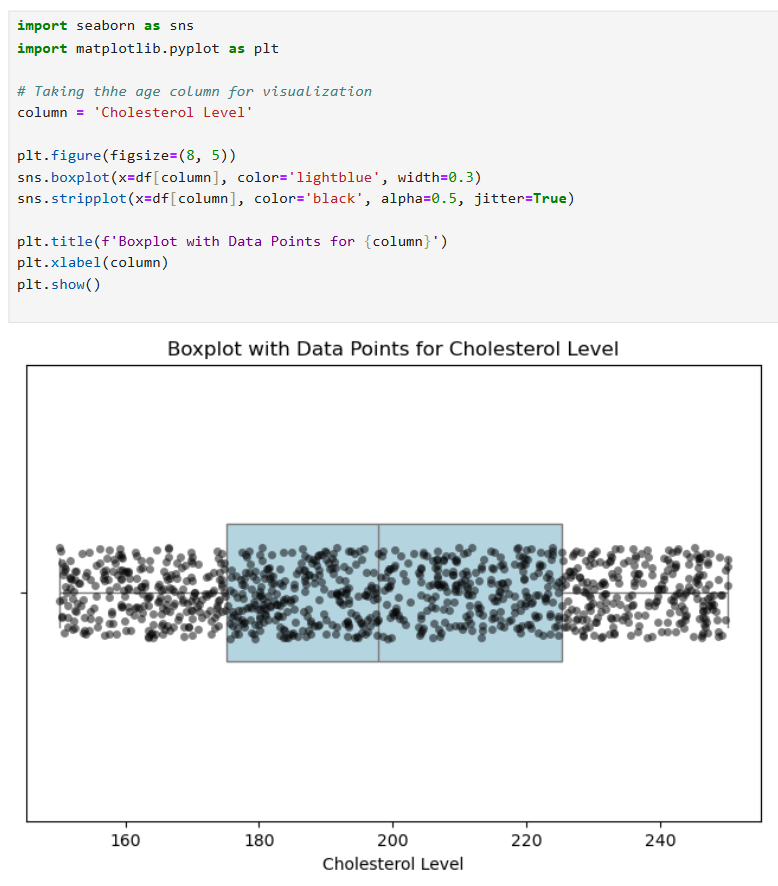 import seaborn as sns
import matplotlib.pyplot as plt
# Taking thhe age column for visualization
column = 'Cholesterol Level'
plt.figure(figsize=(8, 5))
sns.boxplot(x=df[column], color='lightblue', width=0.3)
sns.stripplot(x=df[column], color='black', alpha=0.5, jitter=True)
plt.title(f'Boxplot with Data Points for {column}')
plt.xlabel(column)
plt.show()
Boxplot with Data Points for Cholesterol Level
160 180 200 220 240
Cholesterol Level